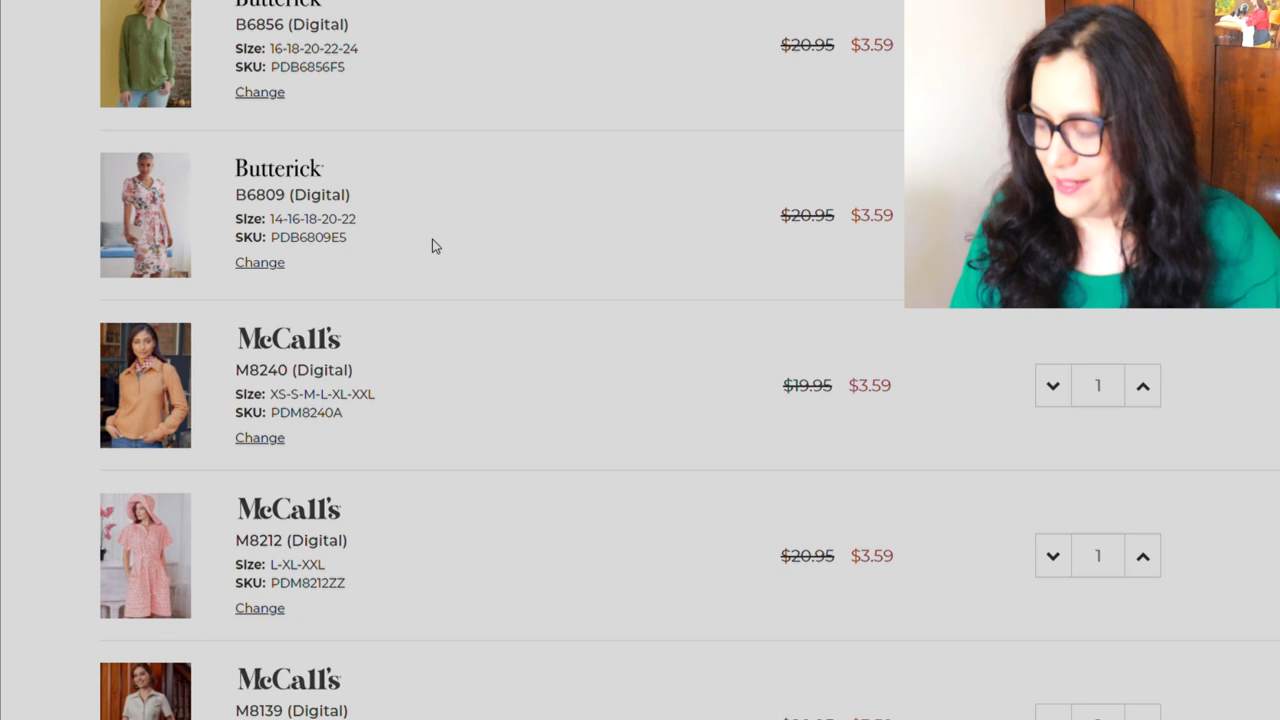 Butterick
B6856 (Digital)
Size: 16-18-20-22-24
SKU: PDB6856F5
Change
$20.95 $3.59
Butterick
B6809 (Digital)
Size: 14-16-18-20-22
SKU: PDB6809E5
Change
$20.95 $3.59
McCall's
M8240 (Digital)
Size: XS-S-M-L-XL-XXL
SKU: PDM8240A
Change
$19.95 $3.59
1
McCall's
M8212 (Digital)
Size: L-XL-XXL
SKU: PDM8212ZZ
Change
$20.95 $3.59
1
McCall's
M8139 (Digital)